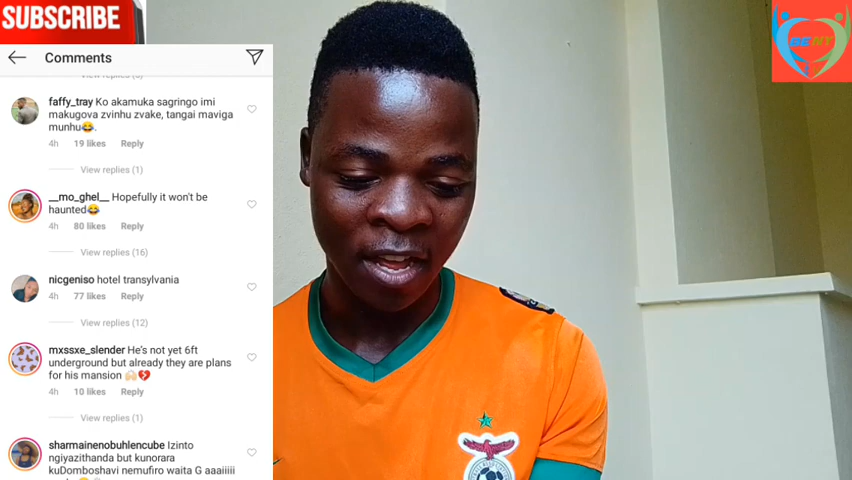 SUBSCRIBE
Comments
faffy_tray Ko akamuka sagringo imi
makugova zvinhu zvake, tangai maviga
munhu😂.
4h 19 likes Reply
View replies (1)
__mo_ghel__ Hopefully it won't be
haunted😂
4h 80 likes Reply
View replies (16)
nicgeniso hotel transylvania
4h 77 likes Reply
View replies (12)
mxssxe_slender He's not yet 6ft
underground but already they are plans
for his mansion 🙌🏻💔
4h 10 likes Reply
View replies (1)
sharmainenobuhlencube Izinto
ngiyazithanda but kunorara
kuDomboshavi nemufiro waita G aaaiiiii
BENT